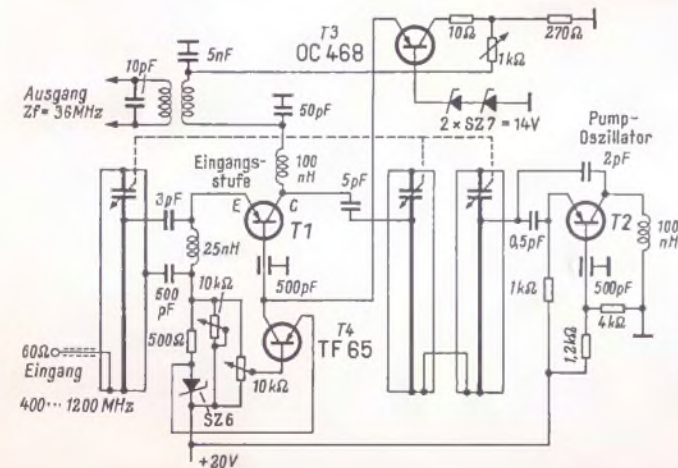 T3
OC 468
10Ω
270Ω
1kΩ
2 × SZ7 = 14V
5nF
10pF
Ausgang
Zf = 36MHz
50pF
100
nH
Eingangs-
stufe
3pF
E
C
T1
5pF
25nH
500
pF
10kΩ
500pF
500Ω
T4
TF 65
10kΩ
SZ6
60Ω
Eingang
400···1200 MHz
+20V
Pump-
Oszillator
2pF
0,5pF
T2
100
nH
1kΩ
500pF
4kΩ
1,2kΩ